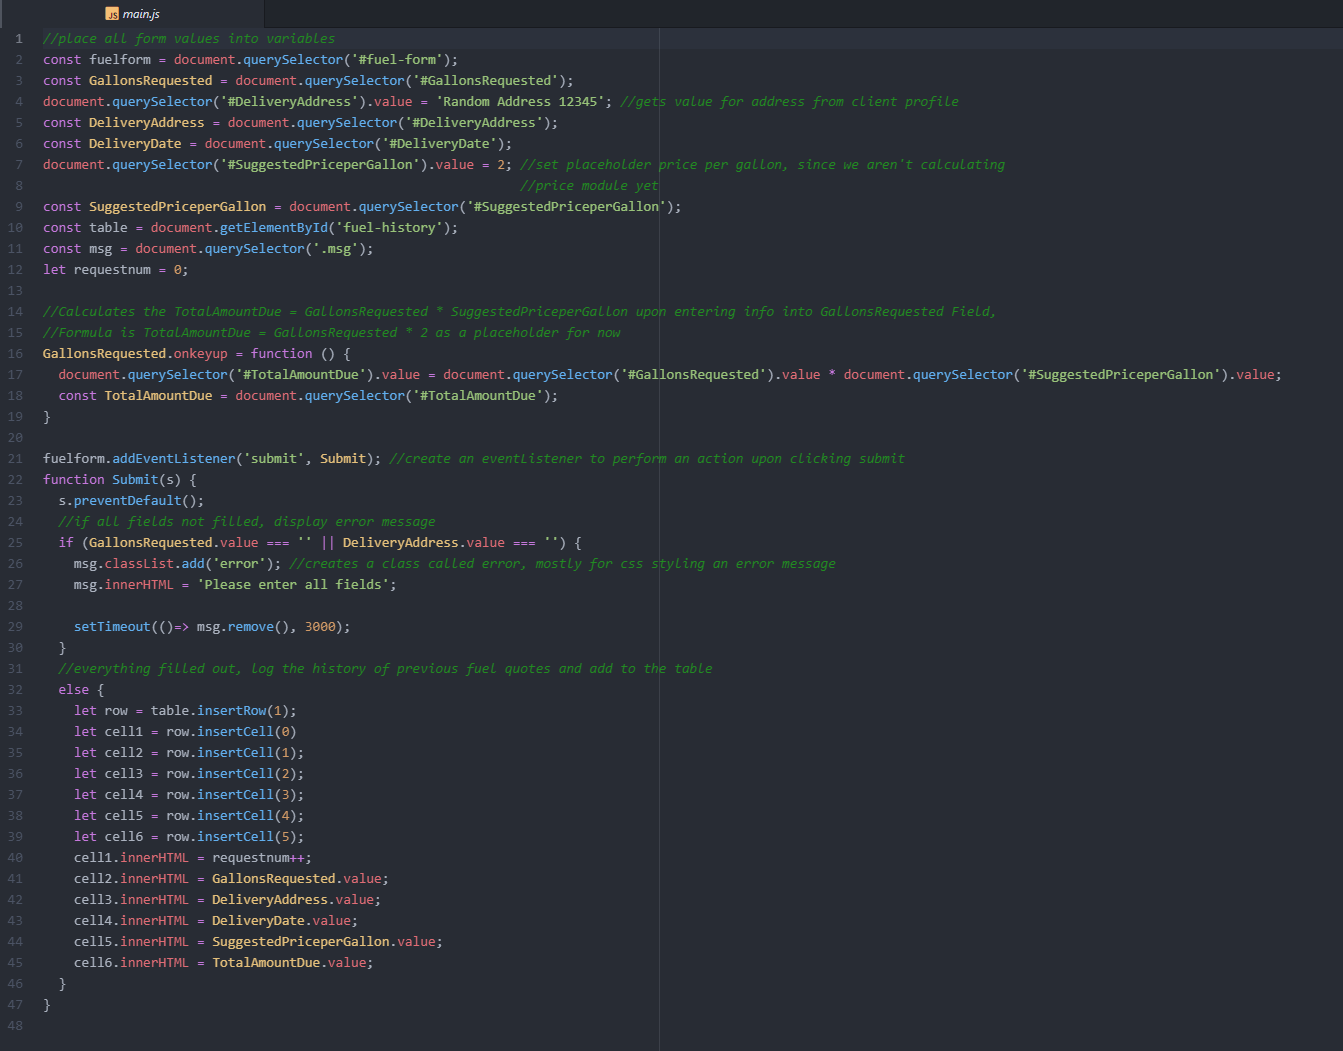 main.js
1 //place all form values into variables
2 const fuelform = document.querySelector('#fuel-form');
3 const GallonsRequested = document.querySelector('#GallonsRequested');
4 document.querySelector('#DeliveryAddress').value = 'Random Address 12345'; //gets value for address from client profile
5 const DeliveryAddress = document.querySelector('#DeliveryAddress');
6 const DeliveryDate = document.querySelector('#DeliveryDate');
7 document.querySelector('#SuggestedPriceperGallon').value = 2; //set placeholder price per gallon, since we aren't calculating
8                                                               //price module yet
9 const SuggestedPriceperGallon = document.querySelector('#SuggestedPriceperGallon');
10 const table = document.getElementById('fuel-history');
11 const msg = document.querySelector('.msg');
12 let requestnum = 0;
13
14 //Calculates the TotalAmountDue = GallonsRequested * SuggestedPriceperGallon upon entering info into GallonsRequested Field,
15 //Formula is TotalAmountDue = GallonsRequested * 2 as a placeholder for now
16 GallonsRequested.onkeyup = function () {
17   document.querySelector('#TotalAmountDue').value = document.querySelector('#GallonsRequested').value * document.querySelector('#SuggestedPriceperGallon').value;
18   const TotalAmountDue = document.querySelector('#TotalAmountDue');
19 }
20
21 fuelform.addEventListener('submit', Submit); //create an eventListener to perform an action upon clicking submit
22 function Submit(s) {
23   s.preventDefault();
24   //if all fields not filled, display error message
25   if (GallonsRequested.value === '' || DeliveryAddress.value === '') {
26     msg.classList.add('error'); //creates a class called error, mostly for css styling an error message
27     msg.innerHTML = 'Please enter all fields';
28
29     setTimeout(()=> msg.remove(), 3000);
30   }
31   //everything filled out, log the history of previous fuel quotes and add to the table
32   else {
33     let row = table.insertRow(1);
34     let cell1 = row.insertCell(0)
35     let cell2 = row.insertCell(1);
36     let cell3 = row.insertCell(2);
37     let cell4 = row.insertCell(3);
38     let cell5 = row.insertCell(4);
39     let cell6 = row.insertCell(5);
40     cell1.innerHTML = requestnum++;
41     cell2.innerHTML = GallonsRequested.value;
42     cell3.innerHTML = DeliveryAddress.value;
43     cell4.innerHTML = DeliveryDate.value;
44     cell5.innerHTML = SuggestedPriceperGallon.value;
45     cell6.innerHTML = TotalAmountDue.value;
46   }
47 }
48